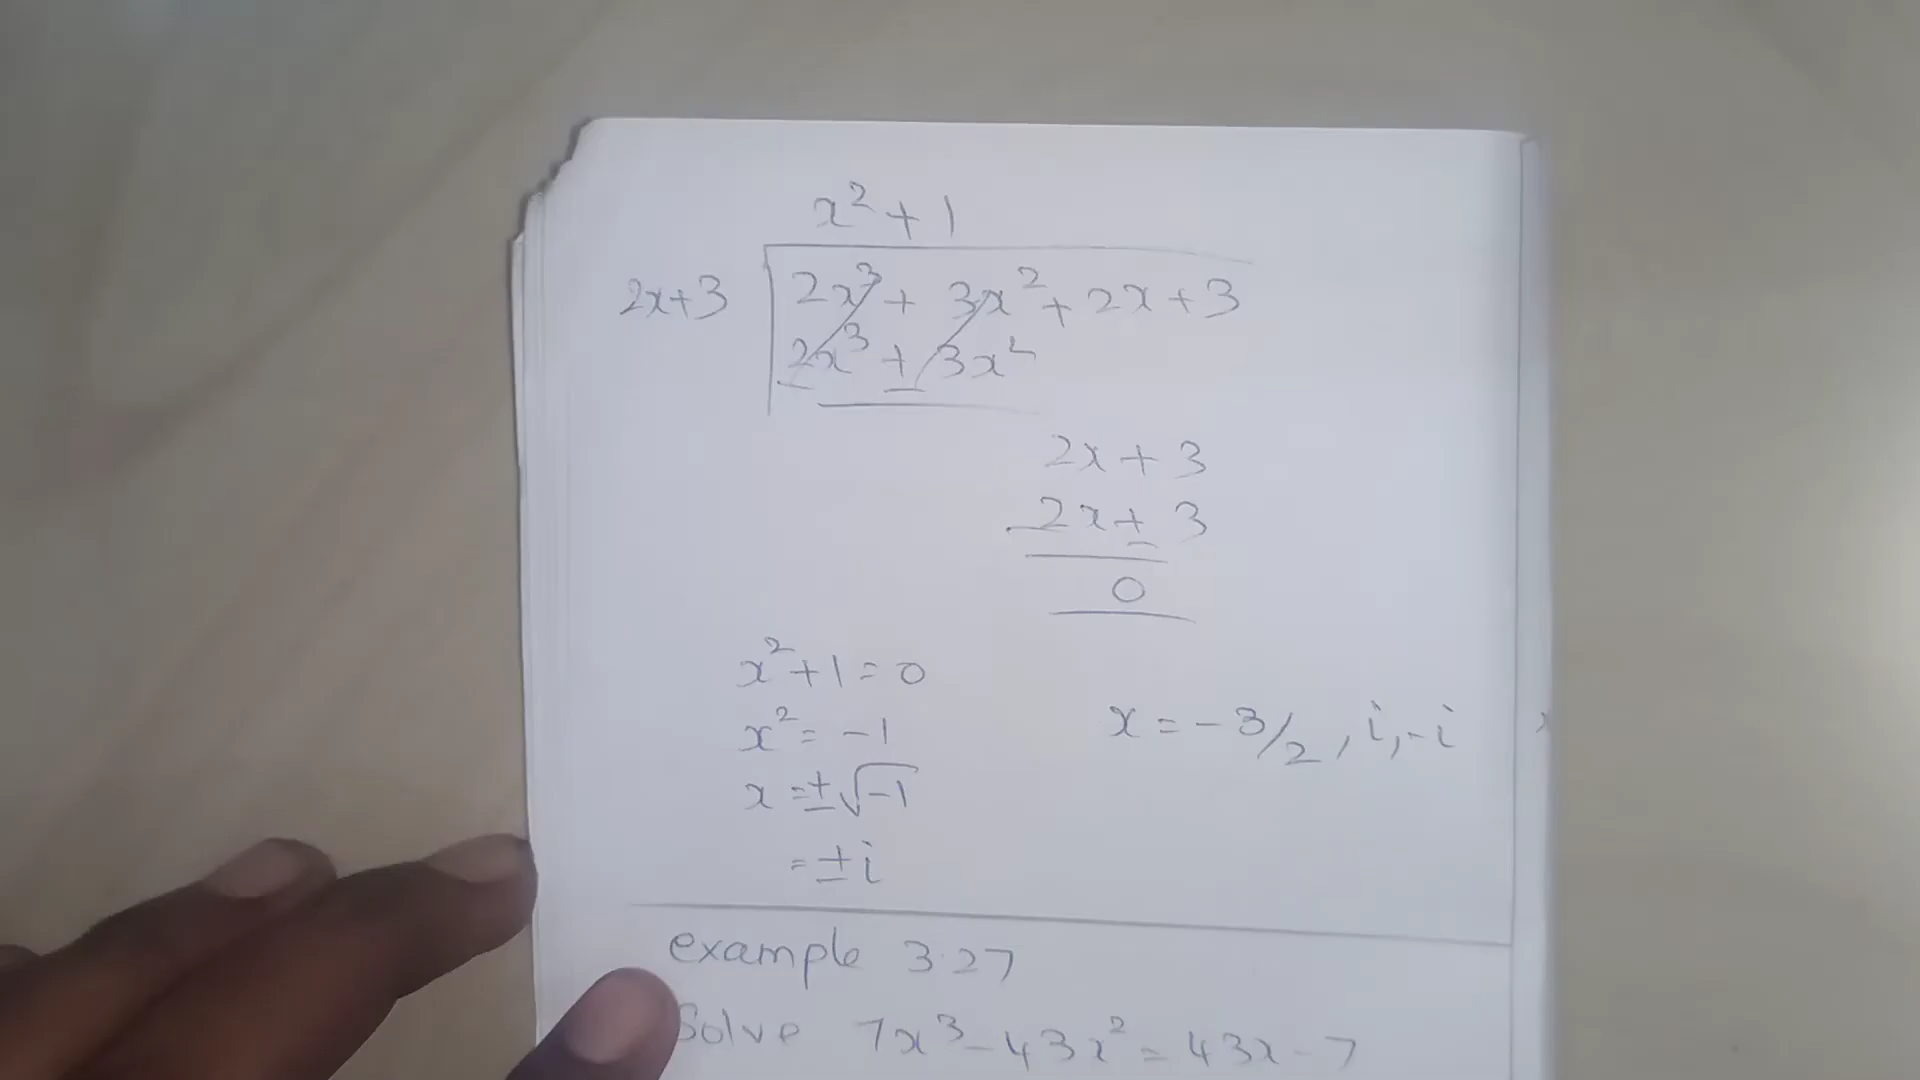 x² + 1
2x+3 2x³ + 3x² + 2x + 3
2x³ + 3x²
2x + 3
2x ± 3
0
x² + 1 = 0
x² = -1
x = ±√-1
= ±i
x = -3/2, i, -i
example 3.27
Solve 7x³ - 43x² = 43x - 7